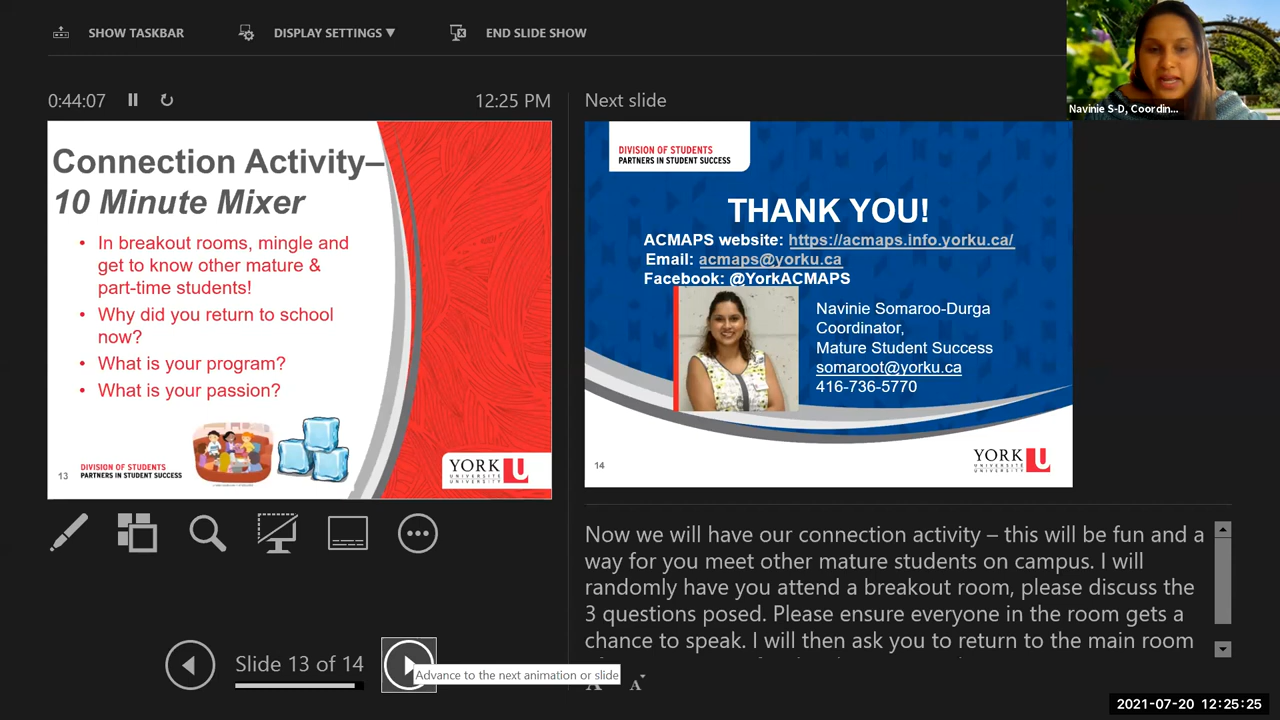 SHOW TASKBAR
DISPLAY SETTINGS ▼
END SLIDE SHOW
Navinie S-D, Coordin...
0:44:07
12:25 PM
Next slide
Connection Activity–
10 Minute Mixer
• In breakout rooms, mingle and
get to know other mature &
part-time students!
• Why did you return to school
now?
• What is your program?
• What is your passion?
13
DIVISION OF STUDENTS
PARTNERS IN STUDENT SUCCESS
YORK U
UNIVERSITÉ
UNIVERSITY
DIVISION OF STUDENTS
PARTNERS IN STUDENT SUCCESS
THANK YOU!
ACMAPS website: https://acmaps.info.yorku.ca/
Email: acmaps@yorku.ca
Facebook: @YorkACMAPS
Navinie Somaroo-Durga
Coordinator,
Mature Student Success
somaroot@yorku.ca
416-736-5770
14
YORK U
UNIVERSITÉ
UNIVERSITY
Now we will have our connection activity – this will be fun and a
way for you meet other mature students on campus. I will
randomly have you attend a breakout room, please discuss the
3 questions posed. Please ensure everyone in the room gets a
chance to speak. I will then ask you to return to the main room
Slide 13 of 14
Advance to the next animation or slide
A
A
2021-07-20 12:25:25